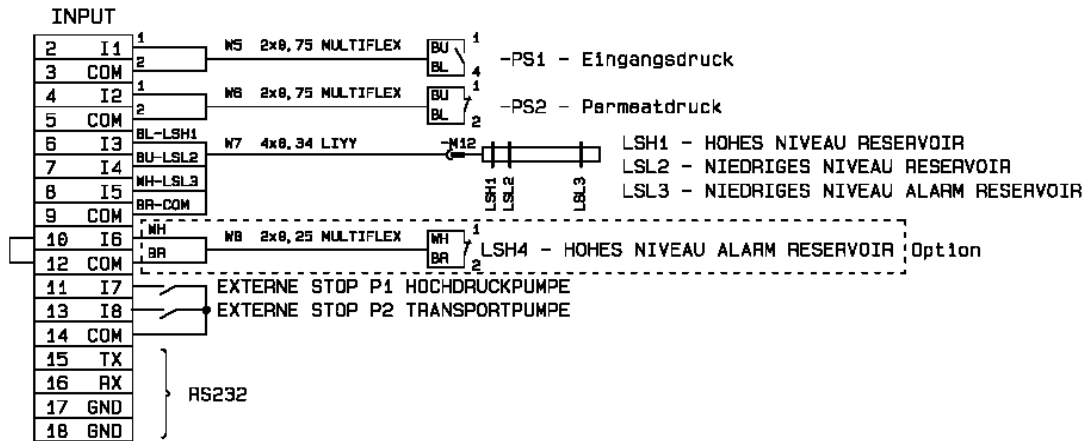 INPUT
2 I1 1 W5 2x0,75 MULTIFLEX BU 1
3 COM 2 BL 4 -PS1 - Eingangsdruck
4 I2 1 W6 2x0,75 MULTIFLEX BU 1
5 COM 2 BL 2 -PS2 - Permeatdruck
6 I3 BL-LSH1 W7 4x0,34 LIYY -M12 LSH1 - HOHES NIVEAU RESERVOIR
7 I4 BU-LSL2 LSL2 - NIEDRIGES NIVEAU RESERVOIR
8 I5 WH-LSL3 LSH1 LSL2 LSL3 LSL3 - NIEDRIGES NIVEAU ALARM RESERVOIR
9 COM BR-COM
10 I6 WH W8 2x0,25 MULTIFLEX WH 1
12 COM BR BR 2 LSH4 - HOHES NIVEAU ALARM RESERVOIR Option
11 I7 EXTERNE STOP P1 HOCHDRUCKPUMPE
13 I8 EXTERNE STOP P2 TRANSPORTPUMPE
14 COM
15 TX
16 RX
17 GND
18 GND
RS232